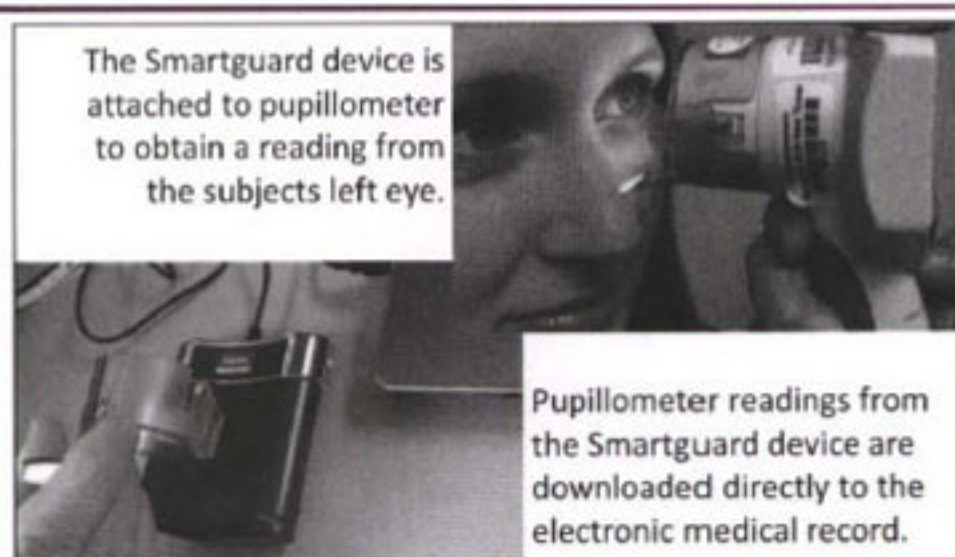 The Smartguard device is
attached to pupillometer
to obtain a reading from
the subjects left eye.
Pupillometer readings from
the Smartguard device are
downloaded directly to the
electronic medical record.